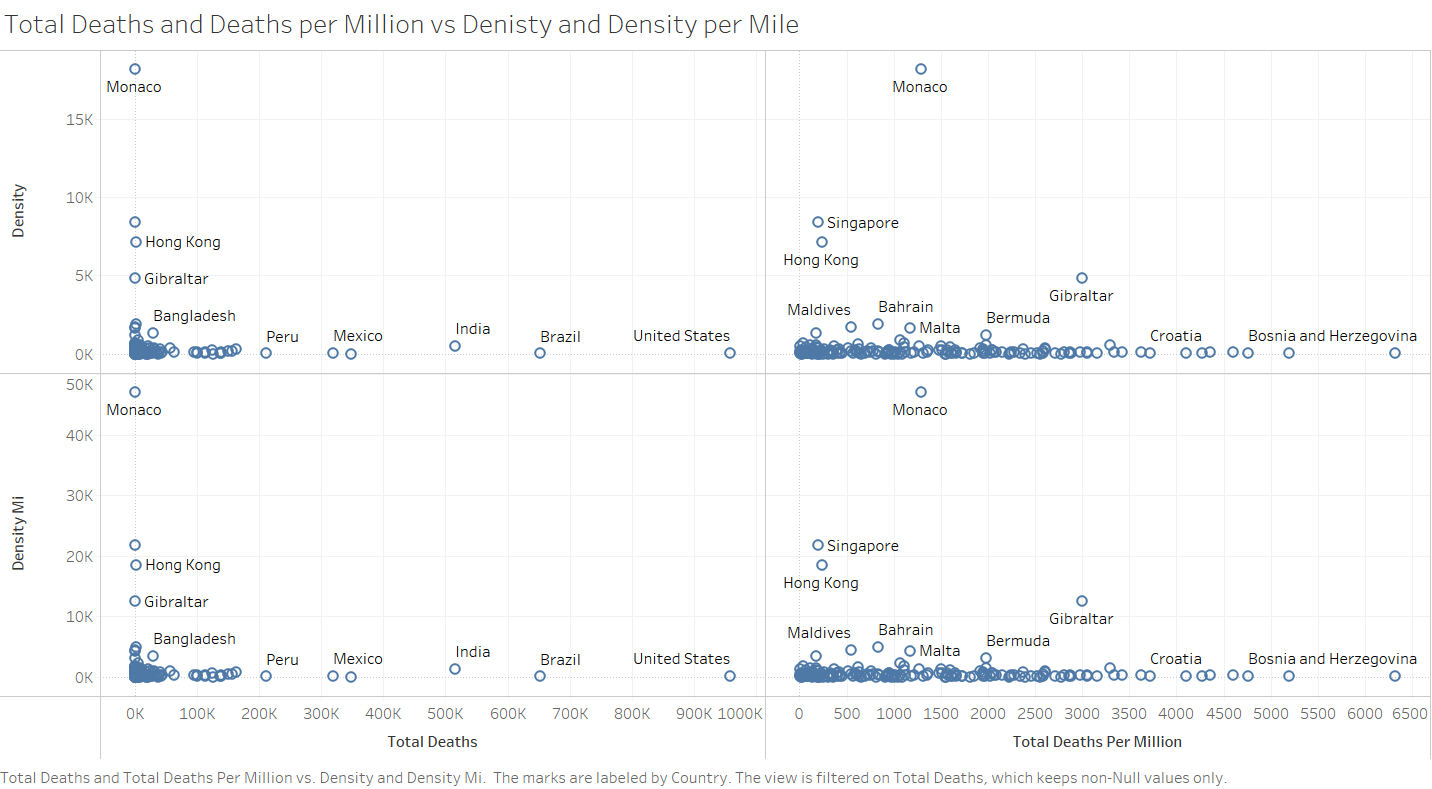 Total Deaths and Deaths per Million vs Denisty and Density per Mile
Monaco
Monaco
15K
10K
Density
Singapore
Hong Kong
Hong Kong
5K
Gibraltar
Gibraltar
Maldives
Bahrain
Bangladesh
Bermuda
Malta
India
Peru
Mexico
Brazil
United States
Croatia
Bosnia and Herzegovina
0K
50K
Monaco
Monaco
40K
30K
Density Mi
20K
Singapore
Hong Kong
Hong Kong
10K
Gibraltar
Gibraltar
Maldives
Bahrain
Bangladesh
Bermuda
Malta
India
Peru
Mexico
Brazil
United States
Croatia
Bosnia and Herzegovina
0K
0K 100K 200K 300K 400K 500K 600K 700K 800K 900K 1000K
0 500 1000 1500 2000 2500 3000 3500 4000 4500 5000 5500 6000 6500
Total Deaths
Total Deaths Per Million
Total Deaths and Total Deaths Per Million vs. Density and Density Mi. The marks are labeled by Country. The view is filtered on Total Deaths, which keeps non-Null values only.